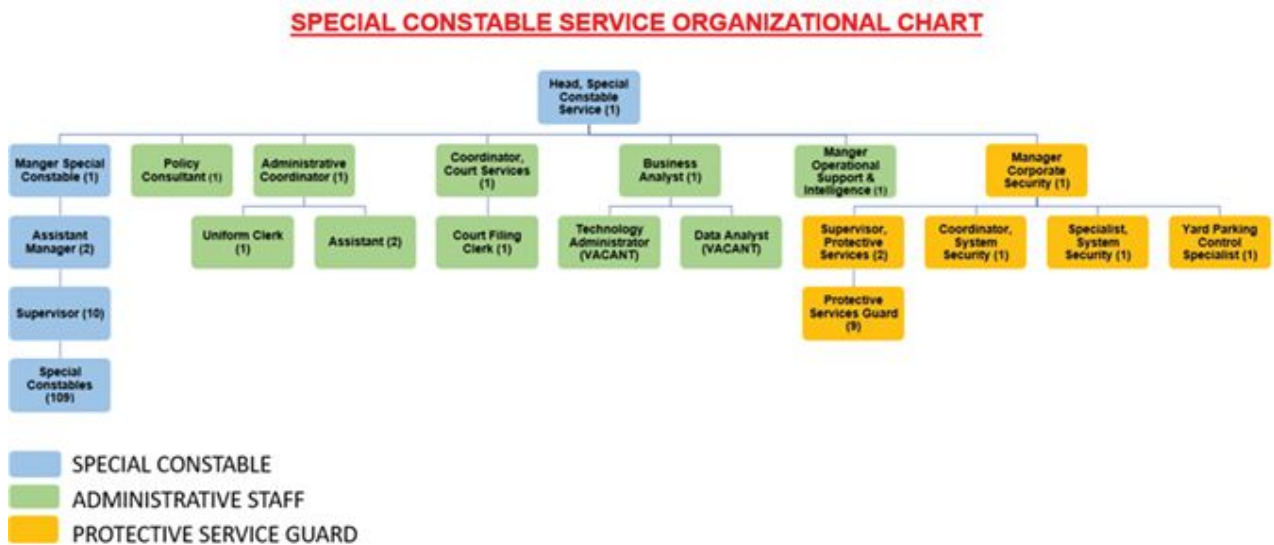 SPECIAL CONSTABLE SERVICE ORGANIZATIONAL CHART
Head, Special
Constable
Service (1)
Manger Special
Constable (1)
Policy
Consultant (1)
Administrative
Coordinator (1)
Coordinator,
Court Services
(1)
Business
Analyst (1)
Manger
Operational
Support &
Intelligence (1)
Manager
Corporate
Security (1)
Assistant
Manager (2)
Uniform Clerk
(1)
Assistant (2)
Court Filing
Clerk (1)
Technology
Administrator
(VACANT)
Data Analyst
(VACANT)
Supervisor,
Protective
Services (2)
Coordinator,
System
Security (1)
Specialist,
System
Security (1)
Yard Parking
Control
Specialist (1)
Supervisor (10)
Protective
Services Guard
(9)
Special
Constables
(109)
SPECIAL CONSTABLE
ADMINISTRATIVE STAFF
PROTECTIVE SERVICE GUARD